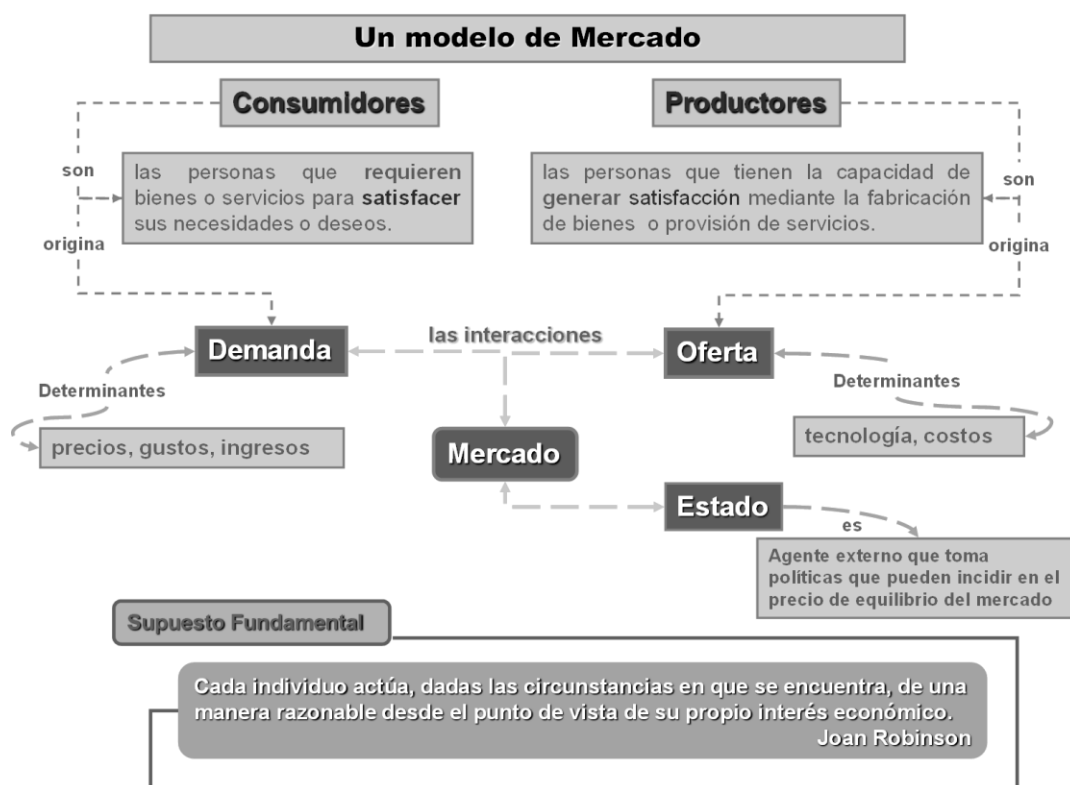 Un modelo de Mercado
Consumidores
Productores
son
las personas que requieren
bienes o servicios para satisfacer
sus necesidades o deseos.
origina
las personas que tienen la capacidad de
generar satisfacción mediante la fabricación
de bienes o provisión de servicios.
son
origina
Demanda
las interacciones
Oferta
Determinantes
precios, gustos, ingresos
Determinantes
tecnología, costos
Mercado
Estado
es
Agente externo que toma
políticas que pueden incidir en el
precio de equilibrio del mercado
Supuesto Fundamental
Cada individuo actúa, dadas las circunstancias en que se encuentra, de una
manera razonable desde el punto de vista de su propio interés económico.
Joan Robinson